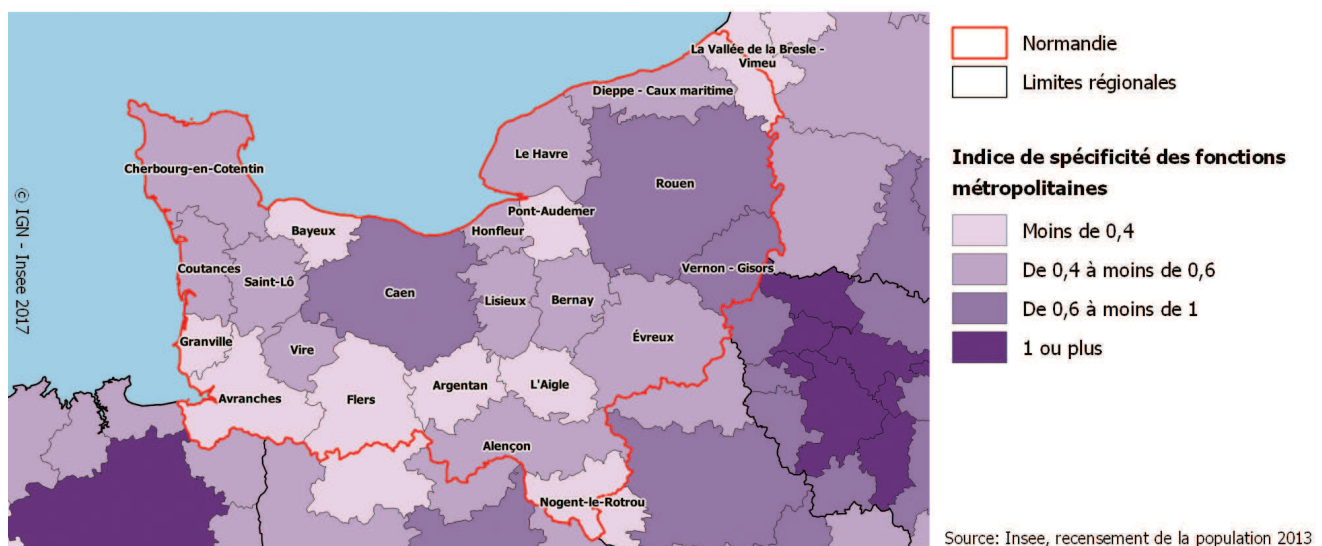 La Vallée de la Bresle -
Vimeu
Dieppe - Caux maritime
Cherbourg-en-Cotentin
Le Havre
Rouen
Pont-Audemer
Bayeux
Honfleur
Vernon - Gisors
Coutances
Saint-Lô
Caen
Lisieux
Bernay
Granville
Vire
Évreux
Avranches
Flers
Argentan
L'Aigle
Alençon
Nogent-le-Rotrou
© IGN - Insee 2017
Normandie
Limites régionales
Indice de spécificité des fonctions
métropolitaines
Moins de 0,4
De 0,4 à moins de 0,6
De 0,6 à moins de 1
1 ou plus
Source: Insee, recensement de la population 2013